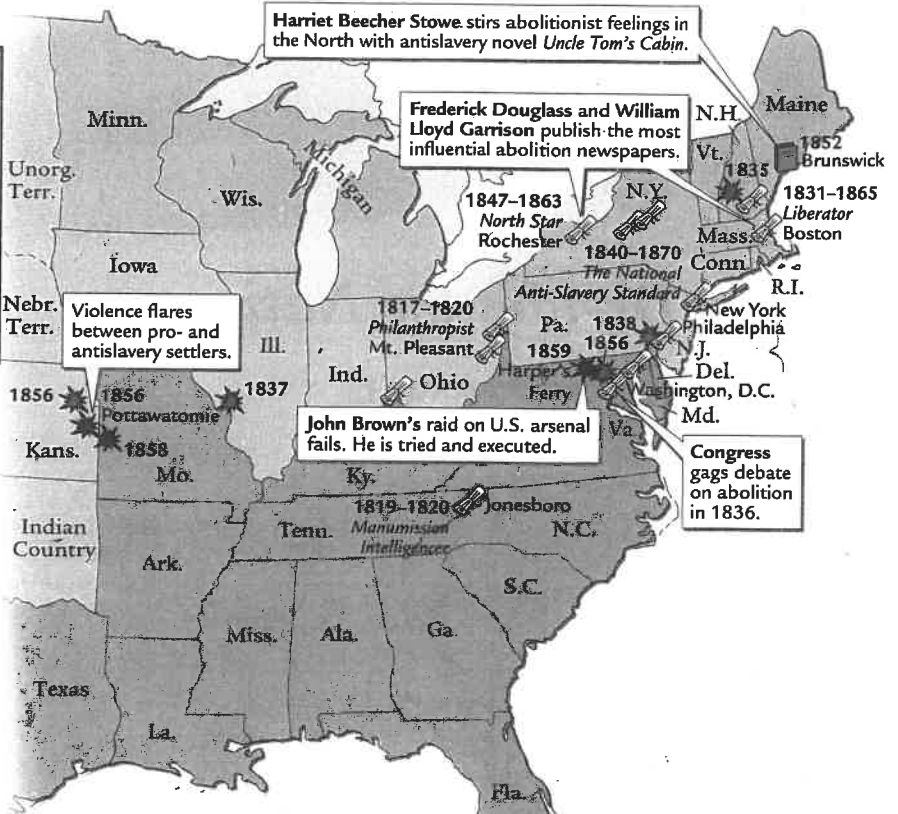 Harriet Beecher Stowe stirs abolitionist feelings in
the North with antislavery novel Uncle Tom's Cabin.
Frederick Douglass and William
Lloyd Garrison publish the most
influential abolition newspapers.
N.H.
Maine
Minn.
Vt.
1852
Brunswick
1835
Unorg.
Terr.
Michigan
Wis.
N.Y.
1847–1863
North Star
Rochester
1831–1865
Liberator
Boston
Mass.
1840–1870
The National
Anti-Slavery Standard
Conn.
R.I.
Iowa
Nebr.
Terr.
Violence flares
between pro- and
antislavery settlers.
1817–1820
Philanthropist
Mt. Pleasant
New York
Philadelphia
Pa.
1838
1856
N.J.
Ill.
Ind.
Ohio
1859
Harper's
Ferry
Del.
Washington, D.C.
Md.
1856
1856
Pottawatomie
1837
1858
Kans.
Mo.
John Brown's raid on U.S. arsenal
fails. He is tried and executed.
Va.
Congress
gags debate
on abolition
in 1836.
Ky.
1819–1820
Manumission
Intelligencer
Jonesboro
Tenn.
N.C.
Indian
Country
Ark.
S.C.
Miss.
Ala.
Ga.
Texas
La.
Fla.